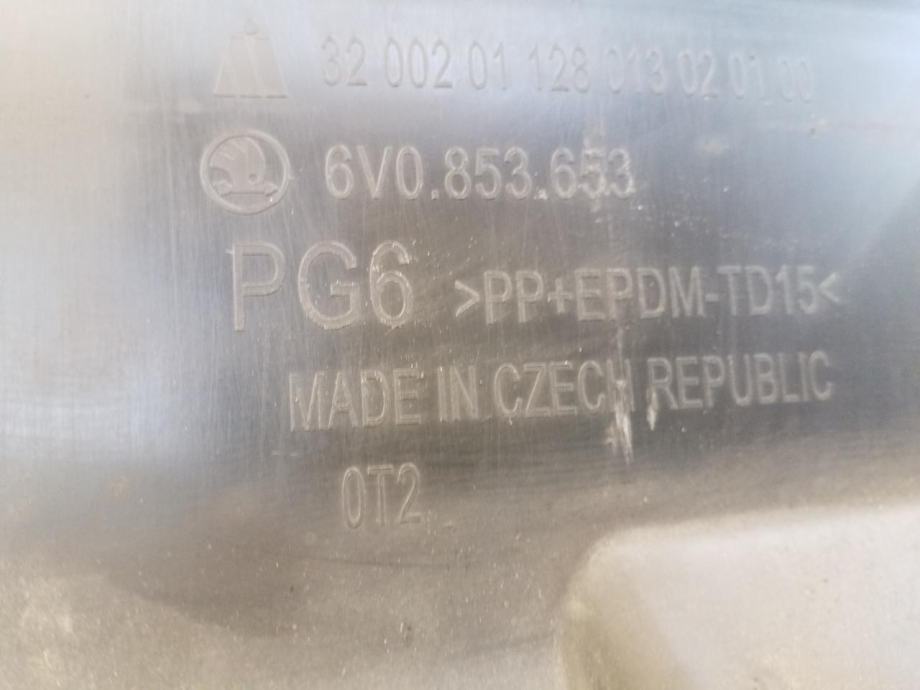 32 002 01 128 013 02 01 00
6V0.853.653
PG6 >PP+EPDM-TD15<
MADE IN CZECH REPUBLIC
0T2